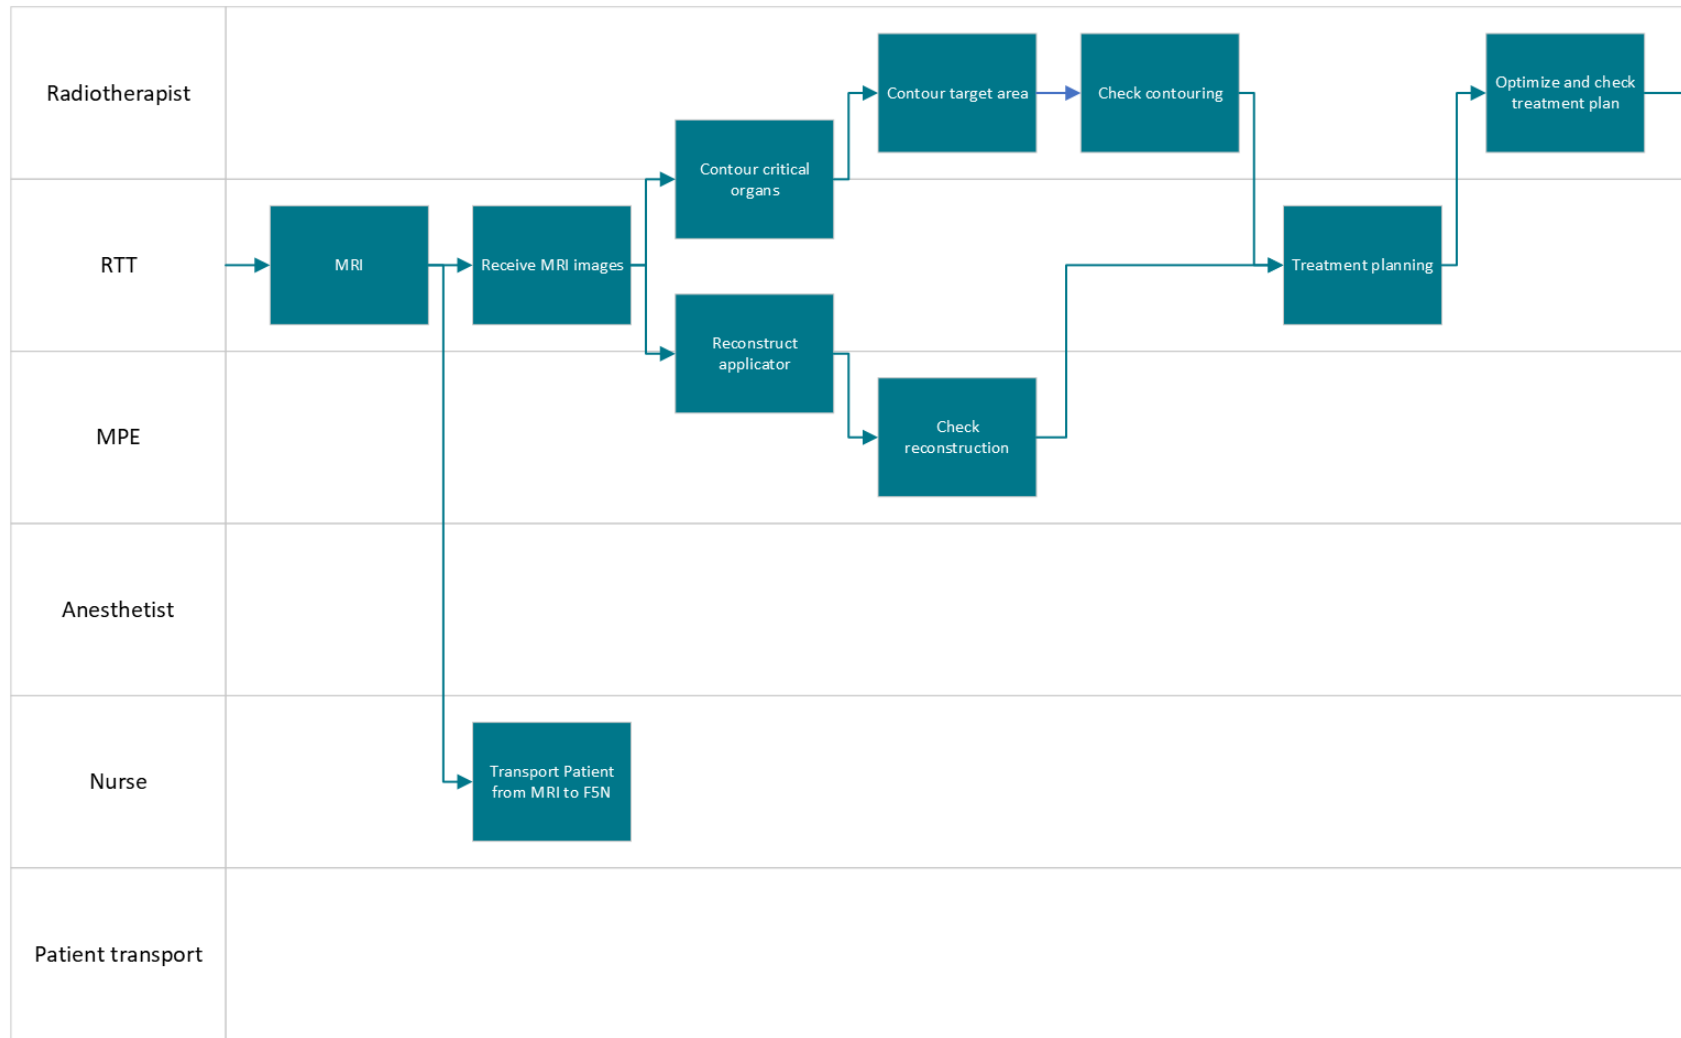 Radiotherapist
Contour target area
Check contouring
Optimize and check
treatment plan
Contour critical
organs
RTT
MRI
Receive MRI images
Treatment planning
Reconstruct
applicator
MPE
Check
reconstruction
Anesthetist
Nurse
Transport Patient
from MRI to F5N
Patient transport